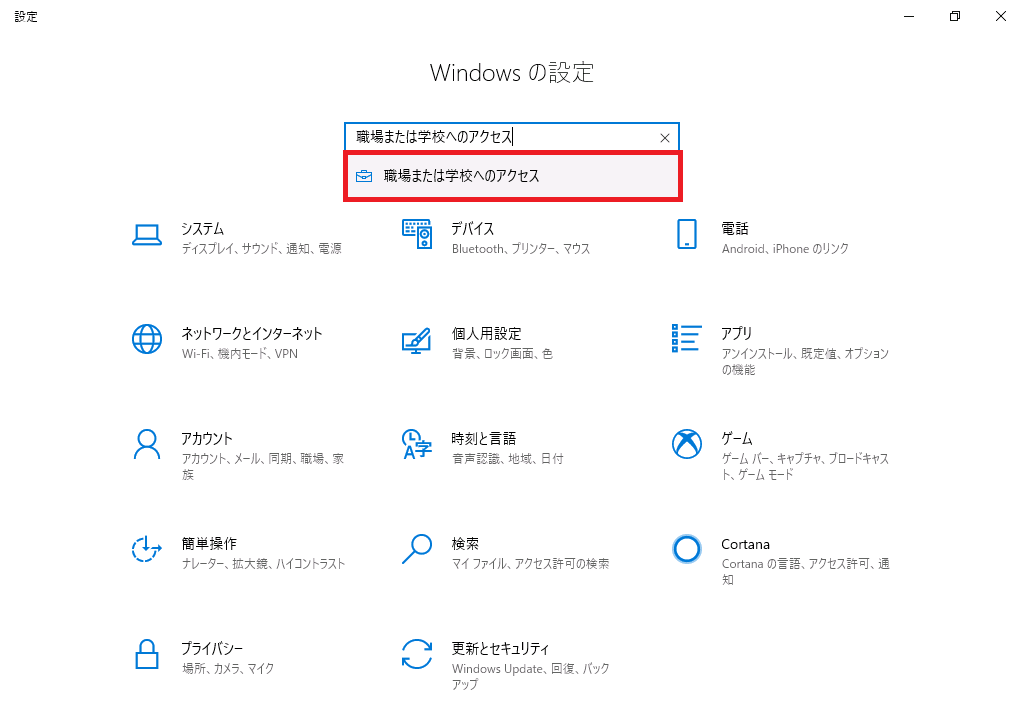 設定
Windows の設定
職場または学校へのアクセス
職場または学校へのアクセス
システム
ディスプレイ、サウンド、通知、電源
デバイス
Bluetooth、プリンター、マウス
電話
Android、iPhone のリンク
ネットワークとインターネット
Wi-Fi、機内モード、VPN
個人用設定
背景、ロック画面、色
アプリ
アンインストール、既定値、オプション
の機能
アカウント
アカウント、メール、同期、職場、家
族
時刻と言語
音声認識、地域、日付
ゲーム
ゲーム バー、キャプチャ、ブロードキャス
ト、ゲーム モード
簡単操作
ナレーター、拡大鏡、ハイコントラスト
検索
マイ ファイル、アクセス許可の検索
Cortana
Cortana の言語、アクセス許可、通
知
プライバシー
場所、カメラ、マイク
更新とセキュリティ
Windows Update、回復、バック
アップ